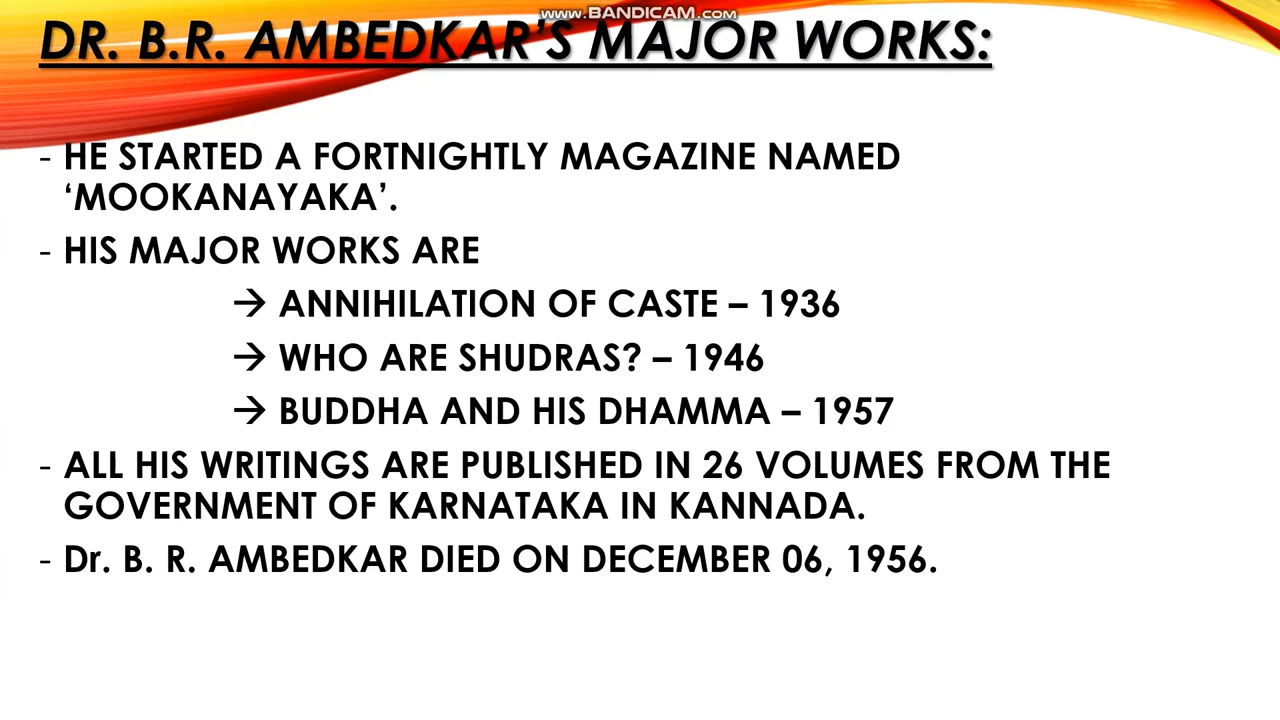 www.BANDICAM.com
DR. B.R. AMBEDKAR’S MAJOR WORKS:
- HE STARTED A FORTNIGHTLY MAGAZINE NAMED
‘MOOKANAYAKA’.
- HIS MAJOR WORKS ARE
→ ANNIHILATION OF CASTE – 1936
→ WHO ARE SHUDRAS? – 1946
→ BUDDHA AND HIS DHAMMA – 1957
- ALL HIS WRITINGS ARE PUBLISHED IN 26 VOLUMES FROM THE
GOVERNMENT OF KARNATAKA IN KANNADA.
- Dr. B. R. AMBEDKAR DIED ON DECEMBER 06, 1956.